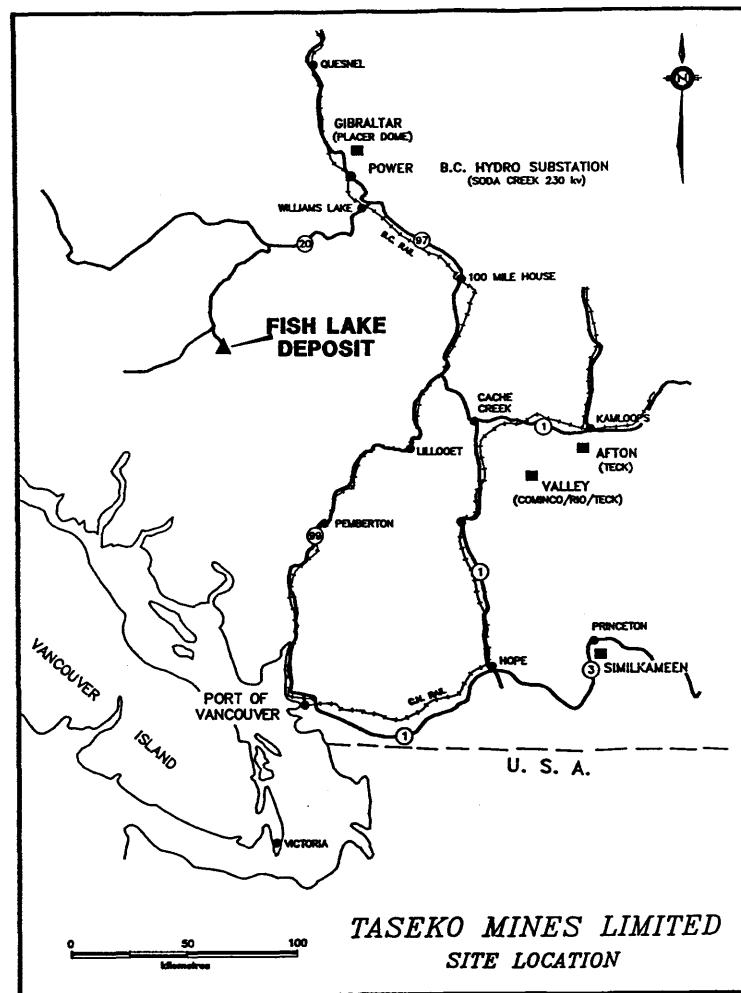 QUESNEL
N
GIBRALTAR
(PLACER DOME)
POWER
B.C. HYDRO SUBSTATION
(SODA CREEK 230 kv)
WILLIAMS LAKE
20
B.C. RAIL
97
100 MILE HOUSE
FISH LAKE
DEPOSIT
CACHE
CREEK
1
KAMLOOPS
LILLOOET
AFTON
(TECK)
VALLEY
(COMINCO/RIO/TECK)
PEMBERTON
99
1
PRINCETON
VANCOUVER
ISLAND
HOPE
3
SIMILKAMEEN
PORT OF
VANCOUVER
C.N. RAIL
1
U. S. A.
VICTORIA
0 50 100
kilometres
TASEKO MINES LIMITED
SITE LOCATION